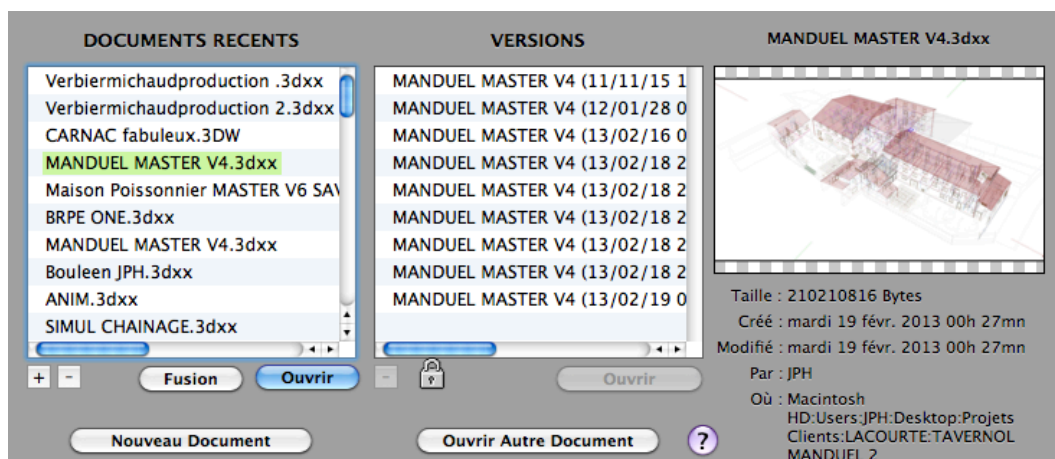 DOCUMENTS RECENTS
Verbiermichaudproduction .3dxx
Verbiermichaudproduction 2.3dxx
CARNAC fabuleux.3DW
MANDUEL MASTER V4.3dxx
Maison Poissonnier MASTER V6 SAV
BRPE ONE.3dxx
MANDUEL MASTER V4.3dxx
Bouleen JPH.3dxx
ANIM.3dxx
SIMUL CHAINAGE.3dxx
+ - Fusion Ouvrir
Nouveau Document
VERSIONS
MANDUEL MASTER V4 (11/11/15 1
MANDUEL MASTER V4 (12/01/28 0
MANDUEL MASTER V4 (13/02/16 0
MANDUEL MASTER V4 (13/02/18 2
MANDUEL MASTER V4 (13/02/18 2
MANDUEL MASTER V4 (13/02/18 2
MANDUEL MASTER V4 (13/02/18 2
MANDUEL MASTER V4 (13/02/18 2
MANDUEL MASTER V4 (13/02/19 0
- Ouvrir
Ouvrir Autre Document ?
MANDUEL MASTER V4.3dxx
Taille : 210210816 Bytes
Créé : mardi 19 févr. 2013 00h 27mn
Modifié : mardi 19 févr. 2013 00h 27mn
Par : JPH
Où : Macintosh
HD:Users:JPH:Desktop:Projets
Clients:LACOURTE:TAVERNOL
MANDUEL 2